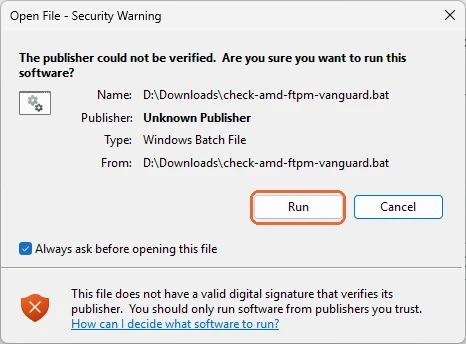 Open File - Security Warning
The publisher could not be verified.  Are you sure you want to run this
software?
Name: D:\Downloads\check-amd-ftpm-vanguard.bat
Publisher: Unknown Publisher
Type: Windows Batch File
From: D:\Downloads\check-amd-ftpm-vanguard.bat
Run Cancel
Always ask before opening this file
This file does not have a valid digital signature that verifies its
publisher.  You should only run software from publishers you trust.
How can I decide what software to run?